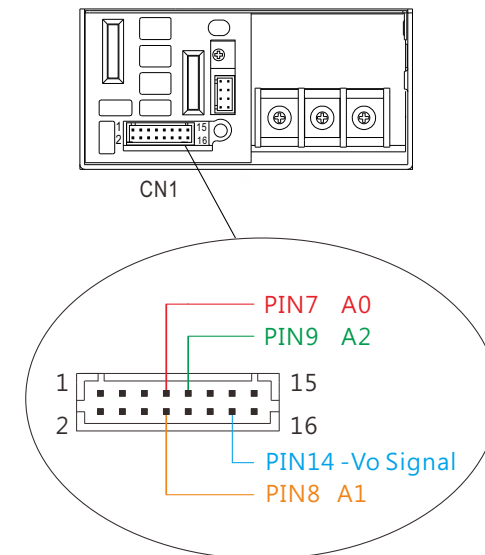 1 15
2 16
CN1
PIN7 A0
PIN9 A2
1 15
2 16
PIN14 -Vo Signal
PIN8 A1